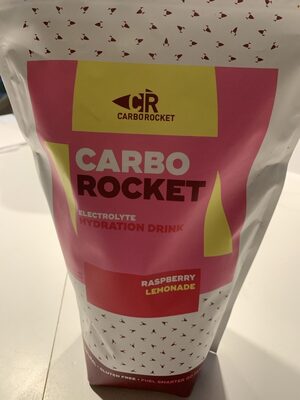 CR
CARBOROCKET
CARBO
ROCKET
ELECTROLYTE
HYDRATION DRINK
RASPBERRY
LEMONADE
GLUTEN FREE • FUEL SMARTER